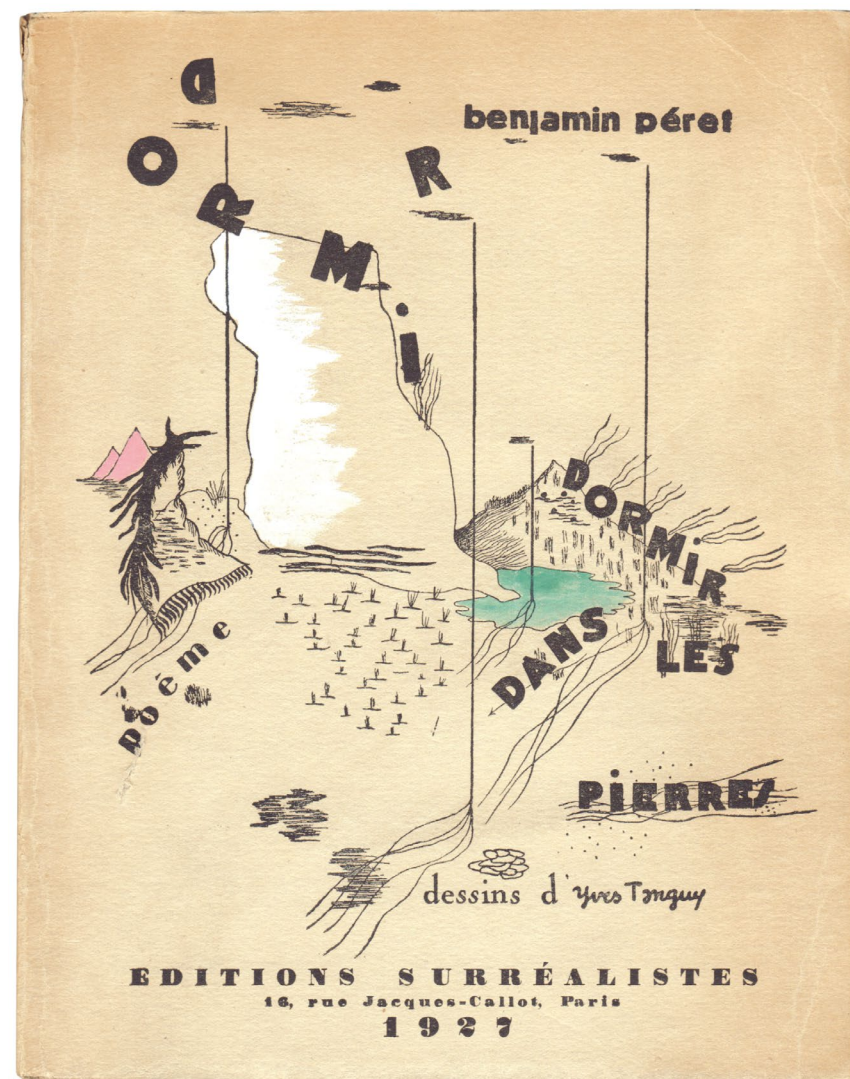 benjamin péret
DORMIR
DORMIR
DANS
LES
PIERRES
poème
dessins d'Yves Tanguy
EDITIONS SURRÉALISTES
16, rue Jacques-Callot, Paris
1927